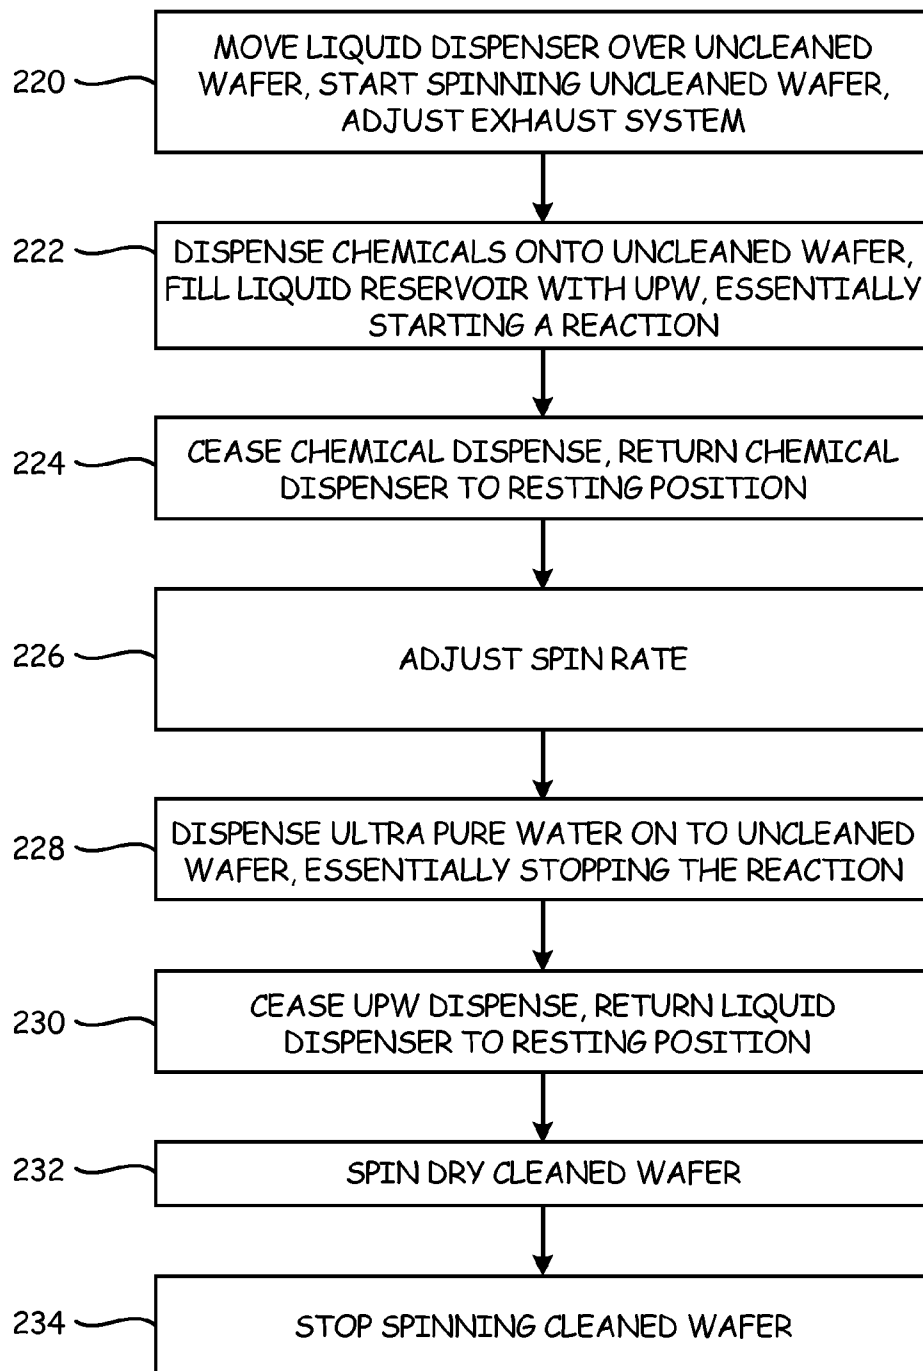 220
MOVE LIQUID DISPENSER OVER UNCLEANED
WAFER, START SPINNING UNCLEANED WAFER,
ADJUST EXHAUST SYSTEM
222
DISPENSE CHEMICALS ONTO UNCLEANED WAFER,
FILL LIQUID RESERVOIR WITH UPW, ESSENTIALLY
STARTING A REACTION
224
CEASE CHEMICAL DISPENSE, RETURN CHEMICAL
DISPENSER TO RESTING POSITION
226
ADJUST SPIN RATE
228
DISPENSE ULTRA PURE WATER ON TO UNCLEANED
WAFER, ESSENTIALLY STOPPING THE REACTION
230
CEASE UPW DISPENSE, RETURN LIQUID
DISPENSER TO RESTING POSITION
232
SPIN DRY CLEANED WAFER
234
STOP SPINNING CLEANED WAFER